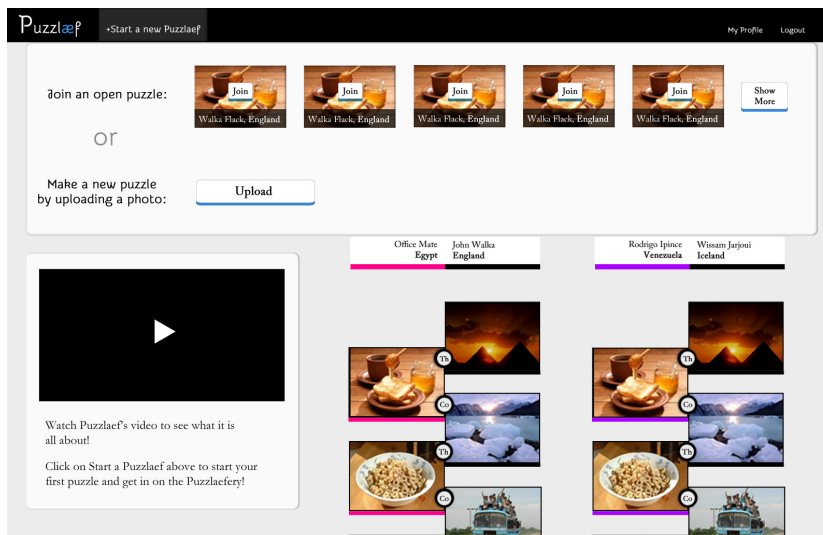 Puzzlæf
+Start a new Puzzlaef
My Profile
Logout
Join an open puzzle:
Join
Walka Flack, England
Join
Walka Flack, England
Join
Walka Flack, England
Join
Walka Flack, England
Join
Walka Flack, England
Show
More
or
Make a new puzzle
by uploading a photo:
Upload
Office Mate
Egypt
John Walka
England
Rodrigo Ipince
Venezuela
Wissam Jarjoui
Iceland
Th
Co
Th
Co
Th
Co
Th
Co
Watch Puzzlaef's video to see what it is
all about!
Click on Start a Puzzlaef above to start your
first puzzle and get in on the Puzzlaefery!